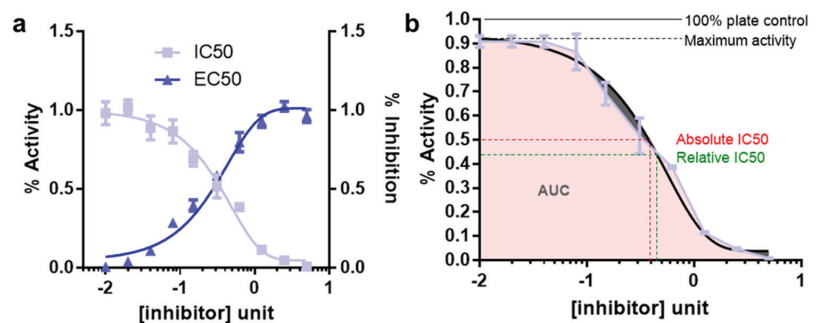 a
IC50
EC50
% Activity
1.5
1.0
0.5
0.0
% Inhibition
1.5
1.0
0.5
0.0
-2 -1 0 1
[inhibitor] unit
b
100% plate control
Maximum activity
% Activity
1.0
0.9
0.8
0.7
0.6
0.5
0.4
0.3
0.2
0.1
0.0
Absolute IC50
Relative IC50
AUC
-2 -1 0 1
[inhibitor] unit